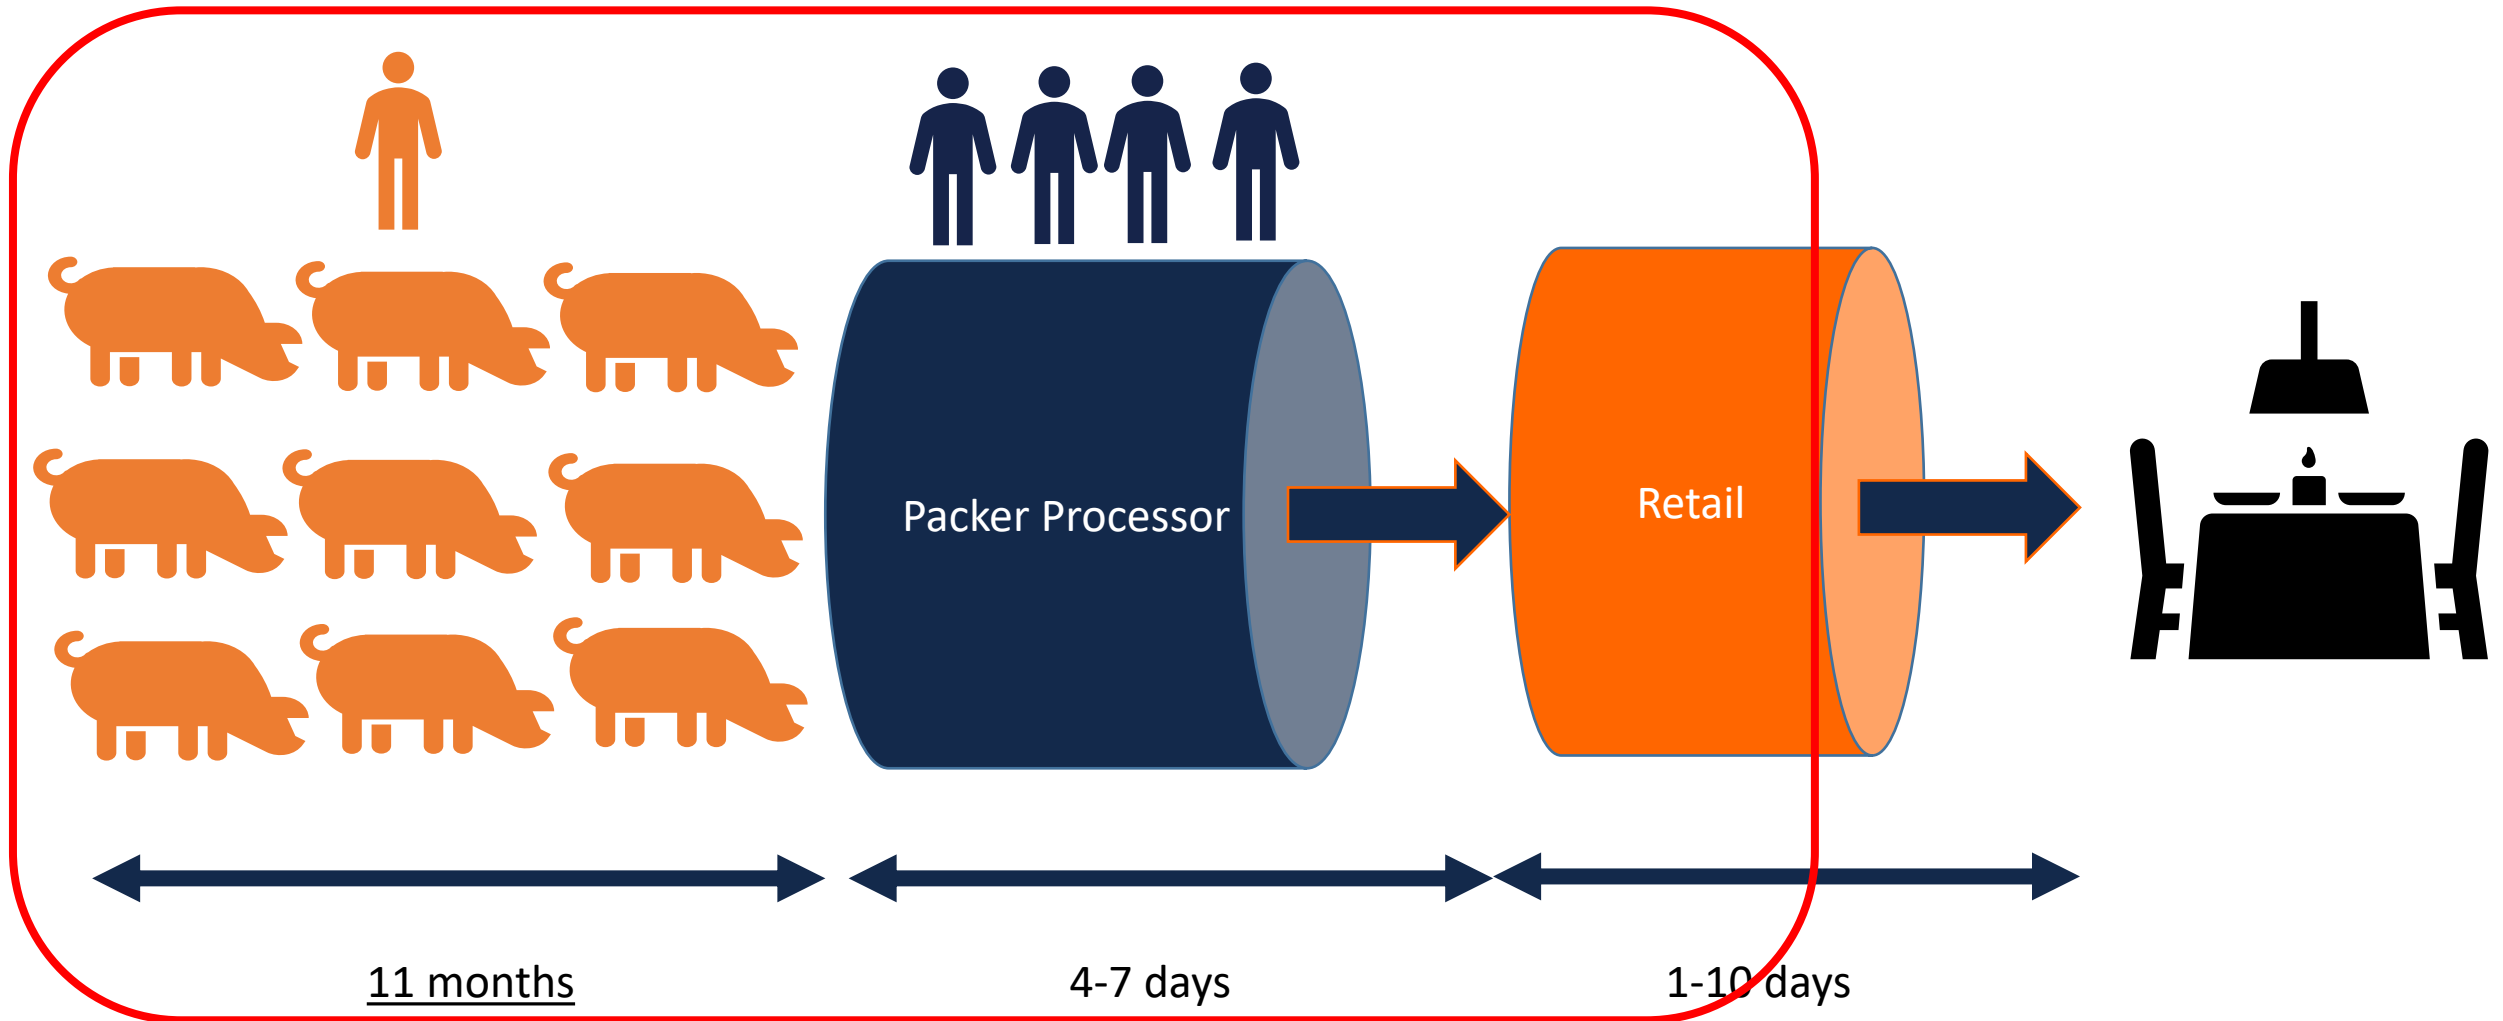 Packer Processor
Retail
11 months
4-7 days
1-10 days